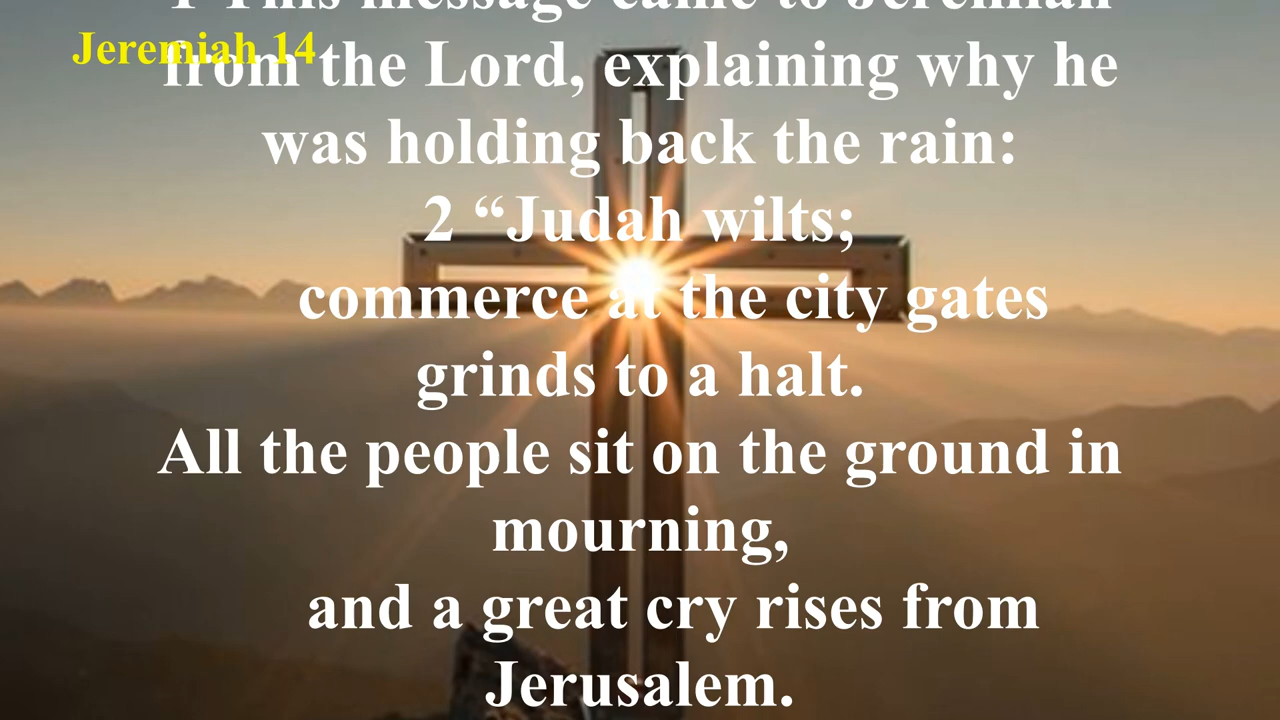 Jeremiah 14
1 This message came to Jeremiah
from the Lord, explaining why he
was holding back the rain:
2 “Judah wilts;
commerce at the city gates
grinds to a halt.
All the people sit on the ground in
mourning,
and a great cry rises from
Jerusalem.